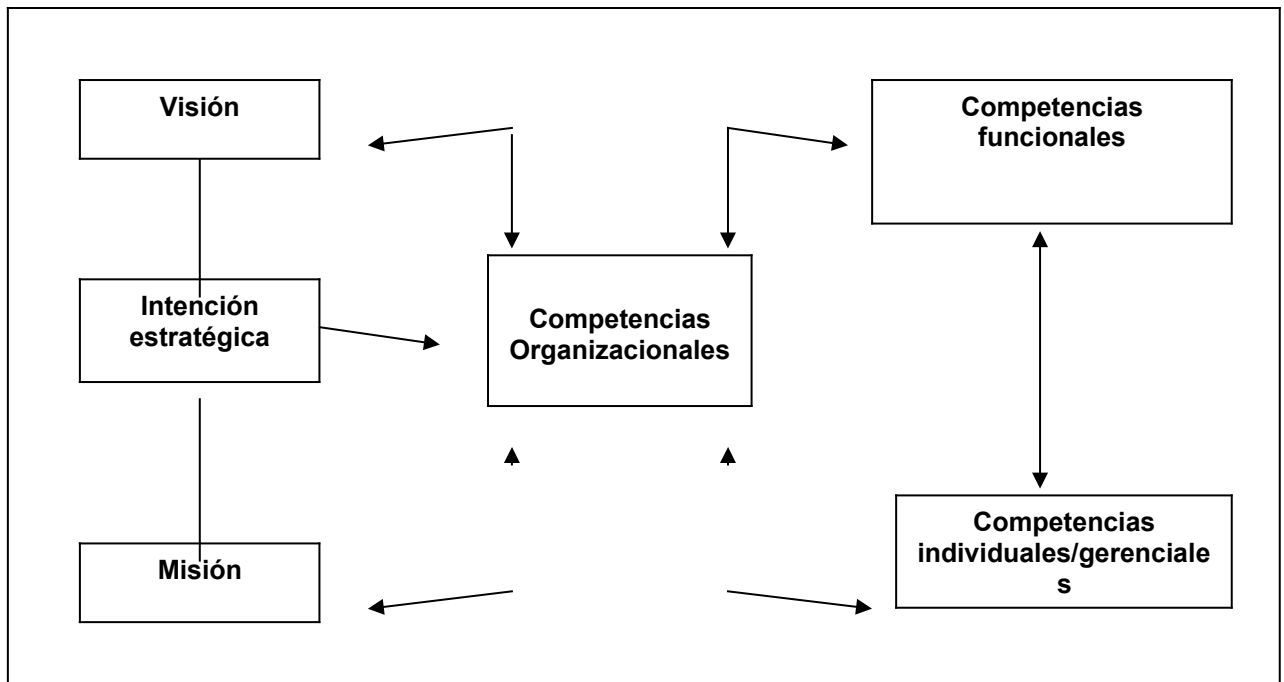 Visión
Competencias
funcionales
Intención
estratégica
Competencias
Organizacionales
Misión
Competencias
individuales/gerenciale
s